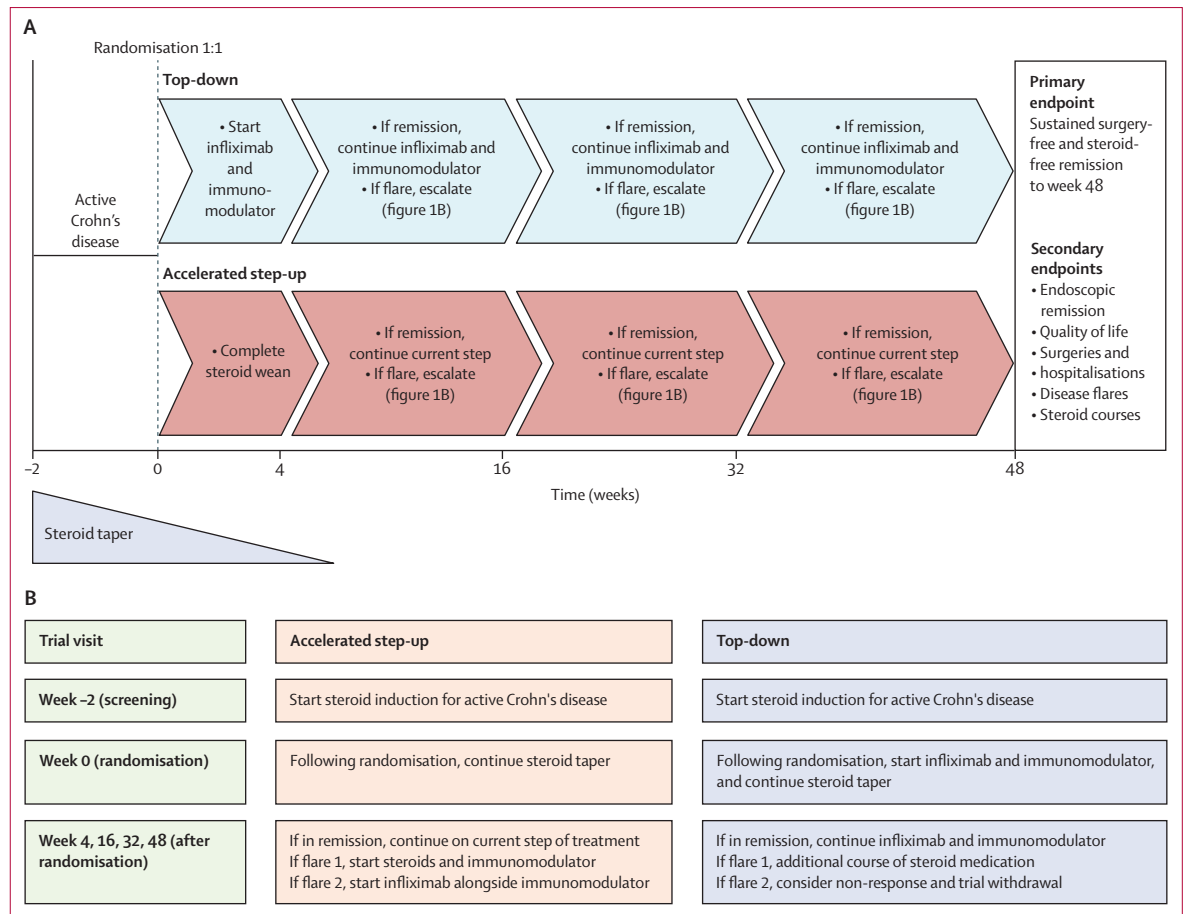 A
Randomisation 1:1
Top-down
Active
Crohn's
disease
• Start
infliximab
and
immuno-
modulator
• If remission,
continue infliximab and
immunomodulator
• If flare, escalate
(figure 1B)
• If remission,
continue infliximab and
immunomodulator
• If flare, escalate
(figure 1B)
• If remission,
continue infliximab and
immunomodulator
• If flare, escalate
(figure 1B)
Accelerated step-up
• Complete
steroid wean
• If remission,
continue current step
• If flare, escalate
(figure 1B)
• If remission,
continue current step
• If flare, escalate
(figure 1B)
• If remission,
continue current step
• If flare, escalate
(figure 1B)
Primary
endpoint
Sustained surgery-
free and steroid-
free remission
to week 48
Secondary
endpoints
• Endoscopic
remission
• Quality of life
• Surgeries and
• hospitalisations
• Disease flares
• Steroid courses
–2 0 4 16 32 48
Time (weeks)
Steroid taper
B
Trial visit
Accelerated step-up
Top-down
Week –2 (screening)
Start steroid induction for active Crohn's disease
Start steroid induction for active Crohn's disease
Week 0 (randomisation)
Following randomisation, continue steroid taper
Following randomisation, start infliximab and immunomodulator,
and continue steroid taper
Week 4, 16, 32, 48 (after
randomisation)
If in remission, continue on current step of treatment
If flare 1, start steroids and immunomodulator
If flare 2, start infliximab alongside immunomodulator
If in remission, continue infliximab and immunomodulator
If flare 1, additional course of steroid medication
If flare 2, consider non-response and trial withdrawal